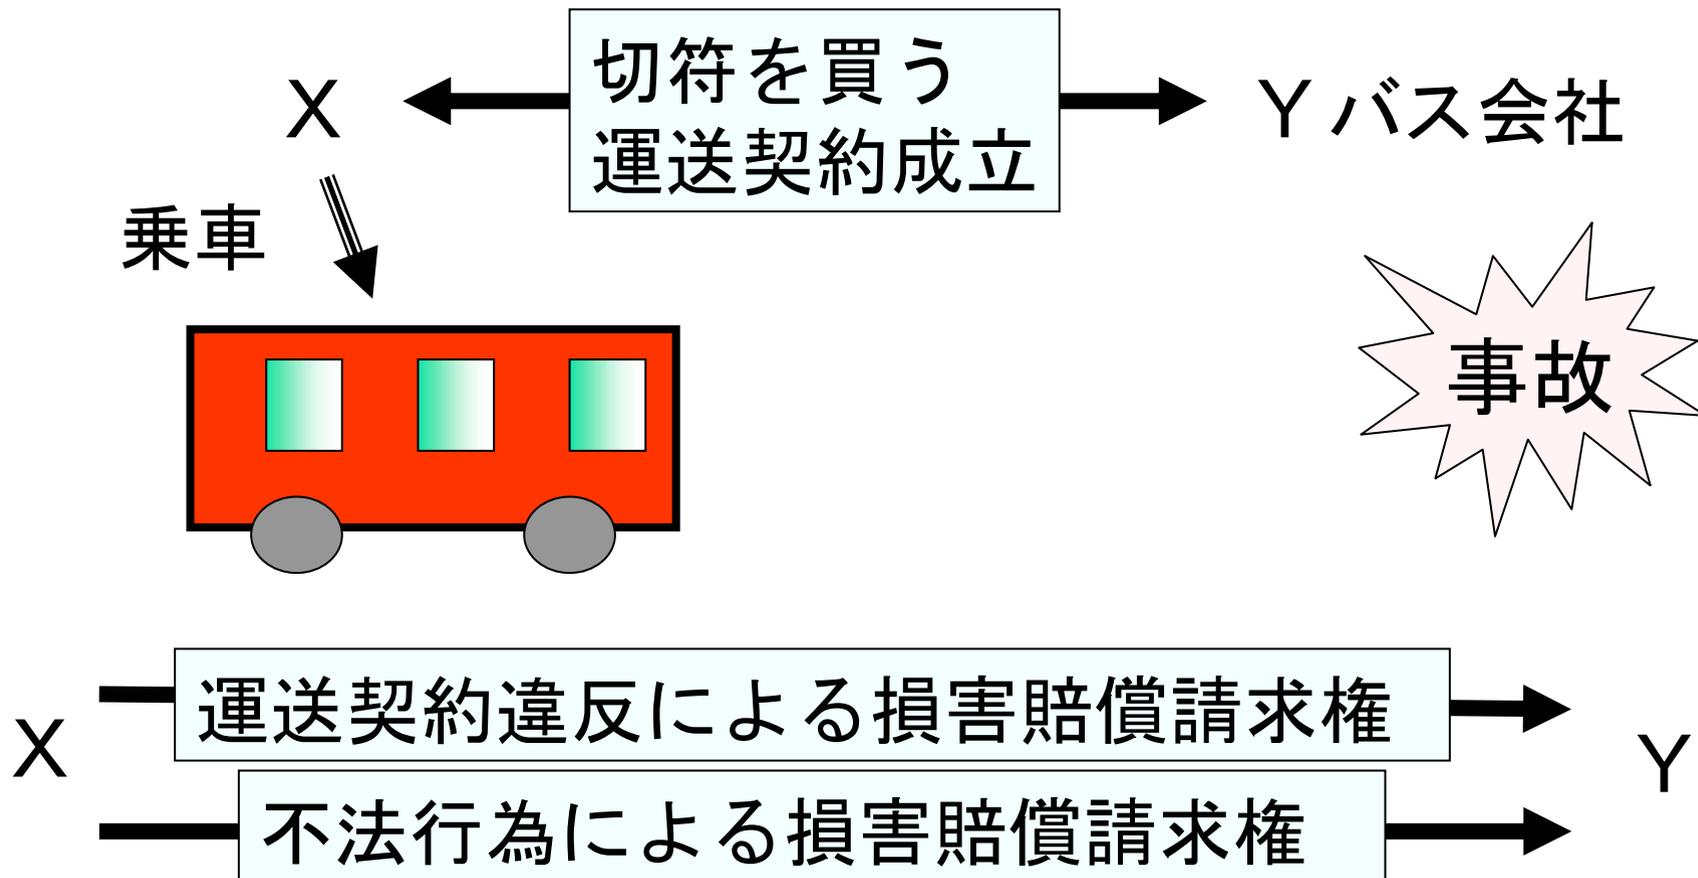 X
切符を買う
運送契約成立
Yバス会社
乗車
事故
X
運送契約違反による損害賠償請求権
Y
不法行為による損害賠償請求権